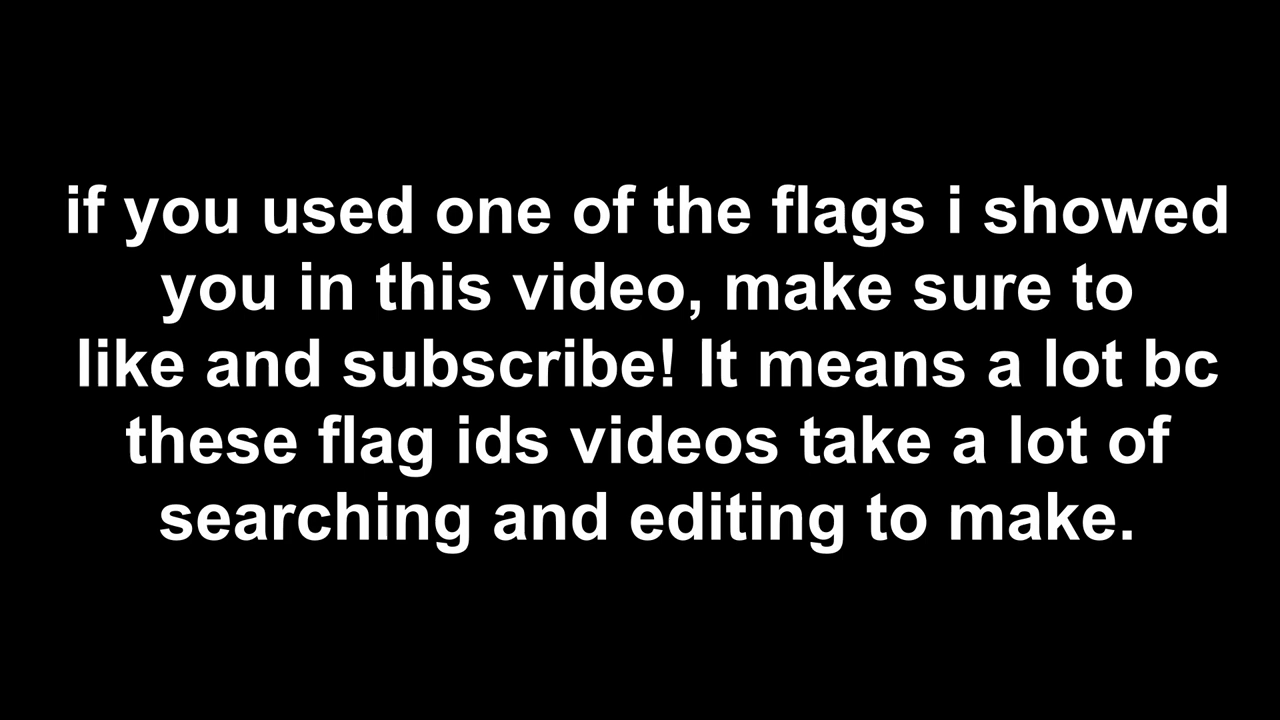 if you used one of the flags i showed
you in this video, make sure to
like and subscribe! It means a lot bc
these flag ids videos take a lot of
searching and editing to make.